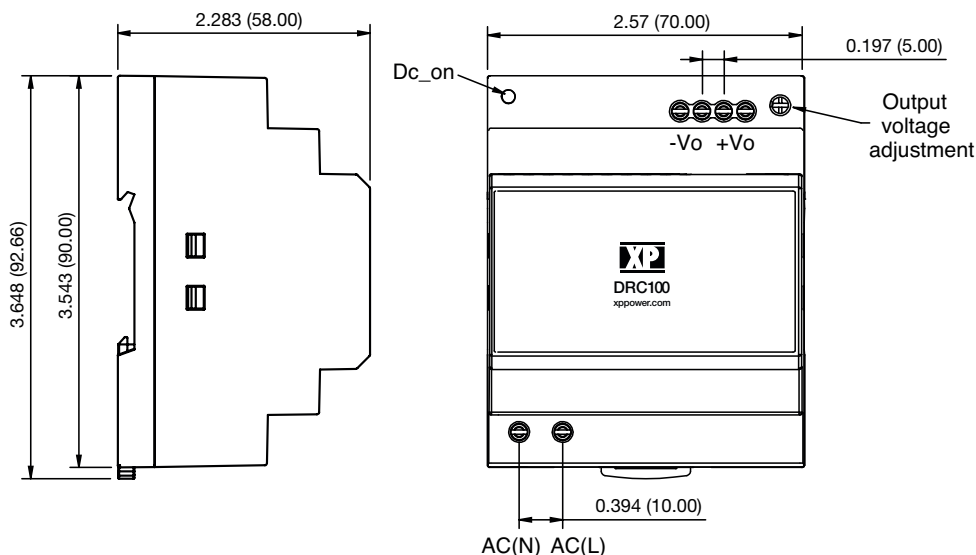 2.283 (58.00)
2.57 (70.00)
0.197 (5.00)
Dc_on
Output
voltage
adjustment
-Vo +Vo
3.648 (92.66)
3.543 (90.00)
XP
DRC100
xppower.com
0.394 (10.00)
AC(N) AC(L)